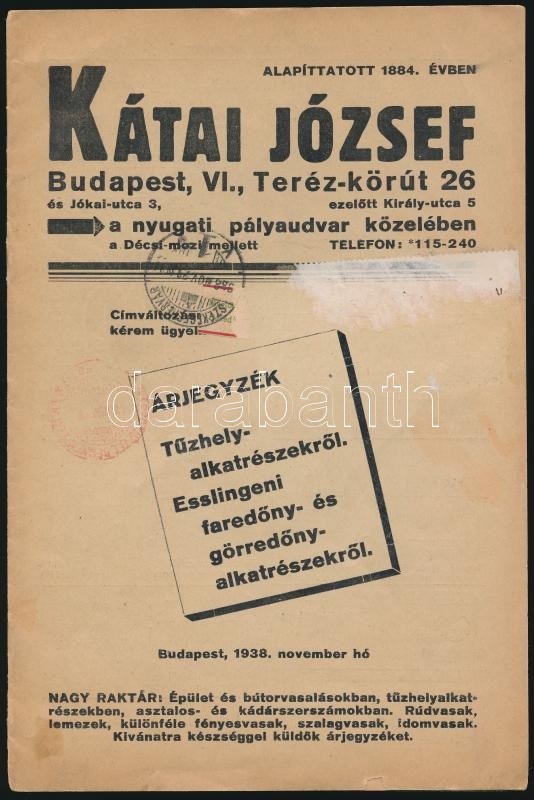 ALAPÍTTATOTT 1884. ÉVBEN
KÁTAI JÓZSEF
Budapest, VI., Teréz-körút 26
és Jókai-utca 3, ezelőtt Király-utca 5
a nyugati pályaudvar közelében
a Décsi-mozi mellett TELEFON: *115-240
Címváltozást
kérem ügyel
ÁRJEGYZÉK
Tűzhely-
alkatrészekről.
Esslingeni
faredőny- és
görredőny-
alkatrészekről.
darabanth
Budapest, 1938. november hó
NAGY RAKTÁR: Épület és bútorvasalásokban, tűzhelyalkat-
részekben, asztalos- és kádárszerszámokban. Rúdvasak,
lemezek, különféle fényesvasak, szalagvasak, idomvasak.
Kivánatra készséggel küldök árjegyzéket.